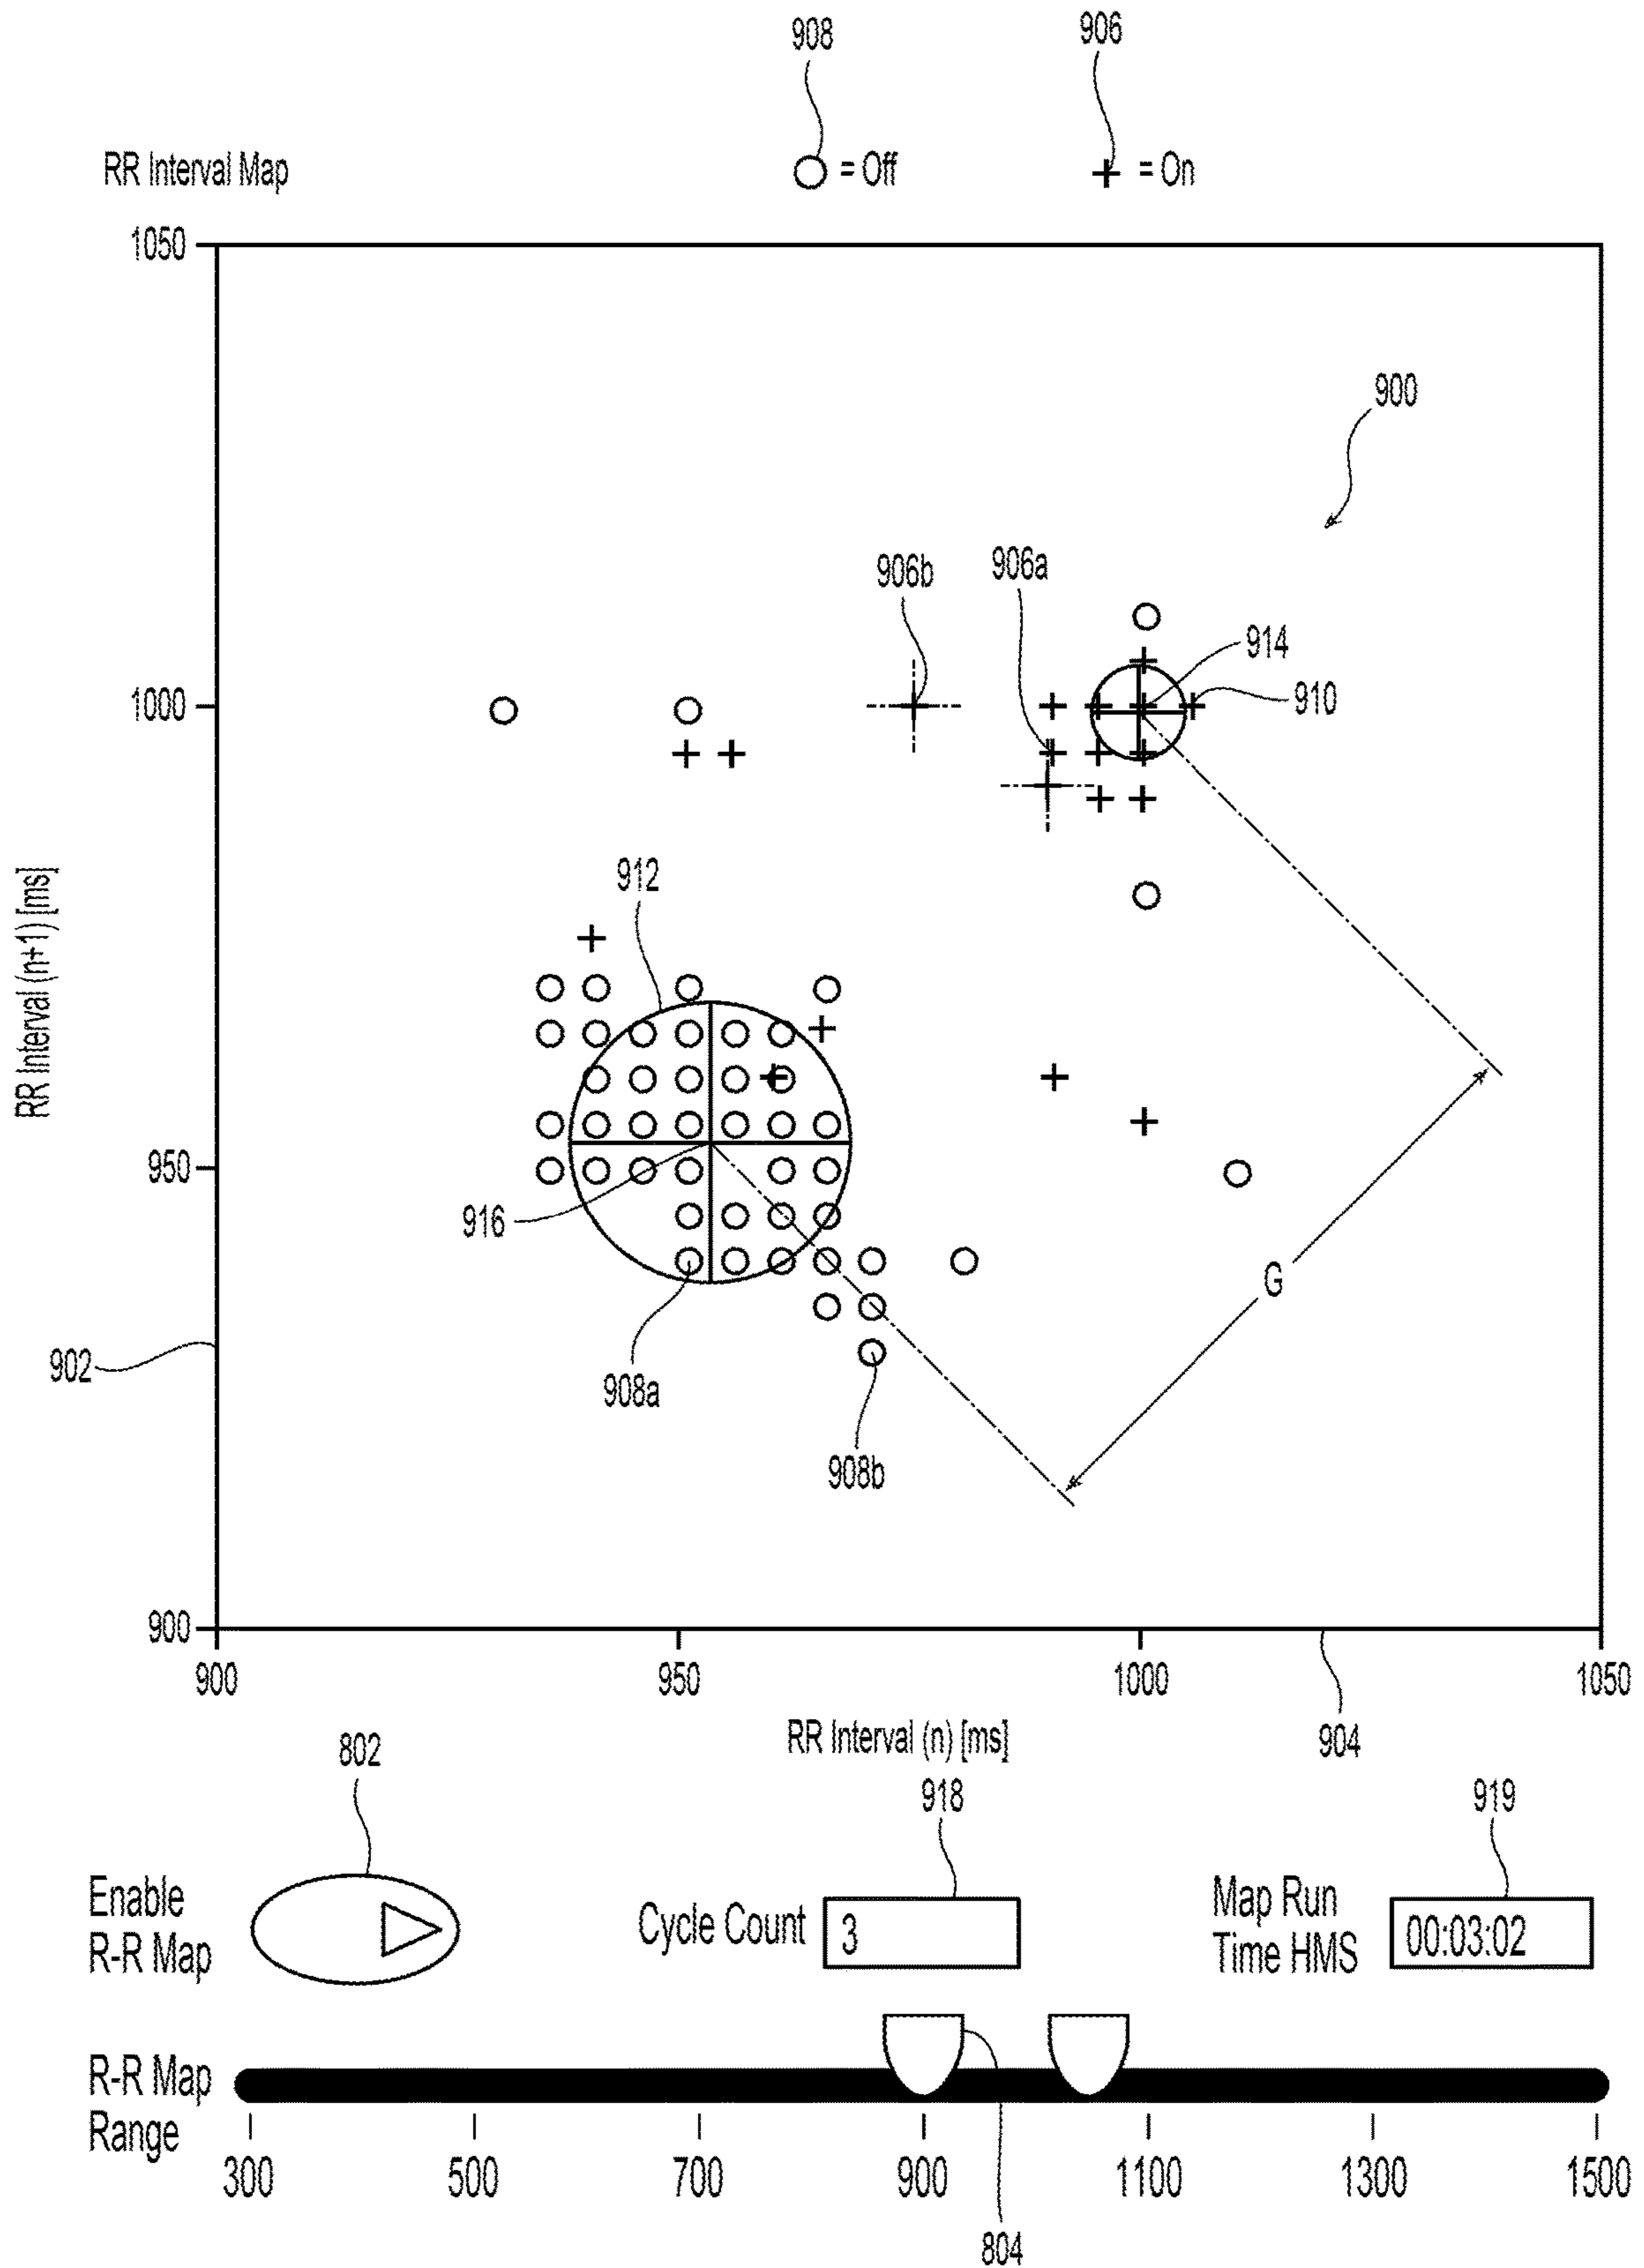 908 906
RR Interval Map = Off = On
1050
900
906b 906a
914
1000 910
912
RR Interval (n+1) [ms]
950
916
G
902
908a
908b
900
900 950 1000 1050
RR Interval (n) [ms] 904
802 918 919
Enable R-R Map
Cycle Count 3
Map Run Time HMS 00:03:02
R-R Map Range
300 500 700 900 1100 1300 1500
804